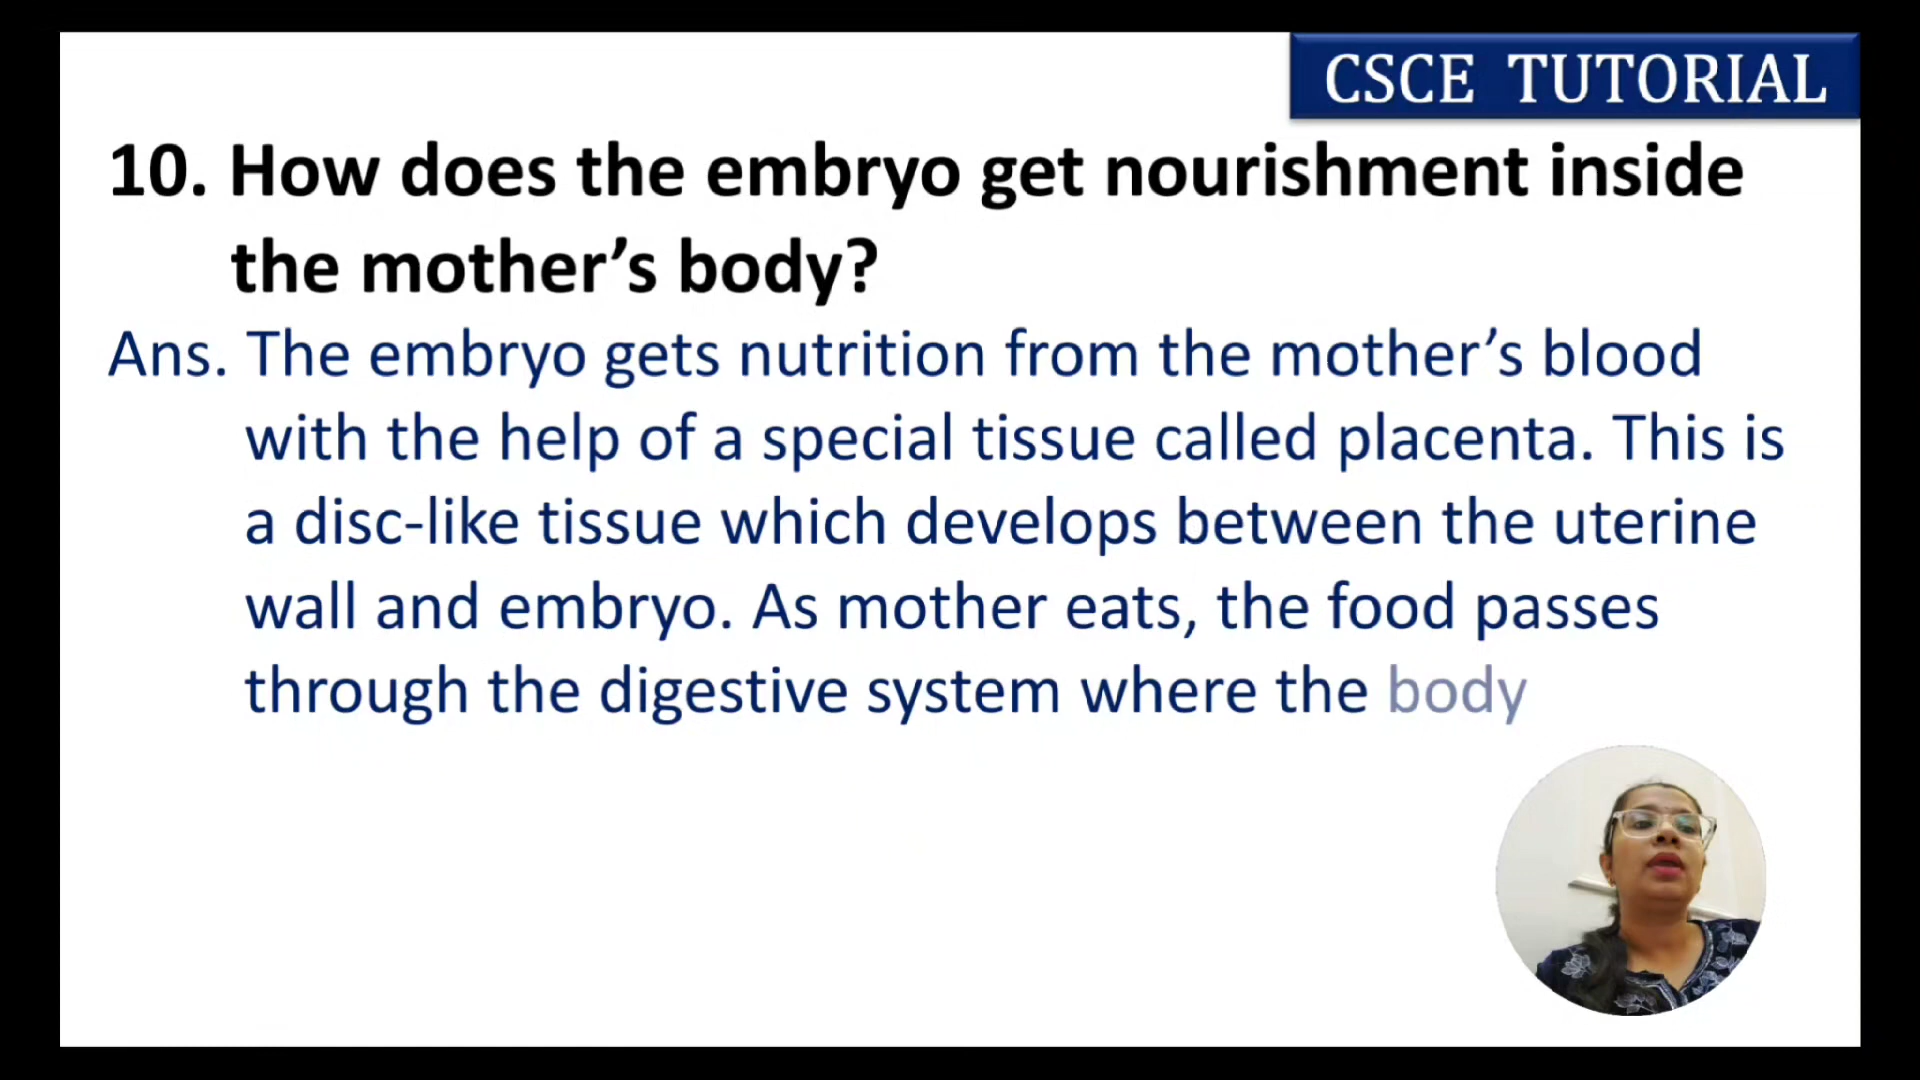 CSCE TUTORIAL
10. How does the embryo get nourishment inside
the mother’s body?
Ans. The embryo gets nutrition from the mother’s blood
with the help of a special tissue called placenta. This is
a disc-like tissue which develops between the uterine
wall and embryo. As mother eats, the food passes
through the digestive system where the body